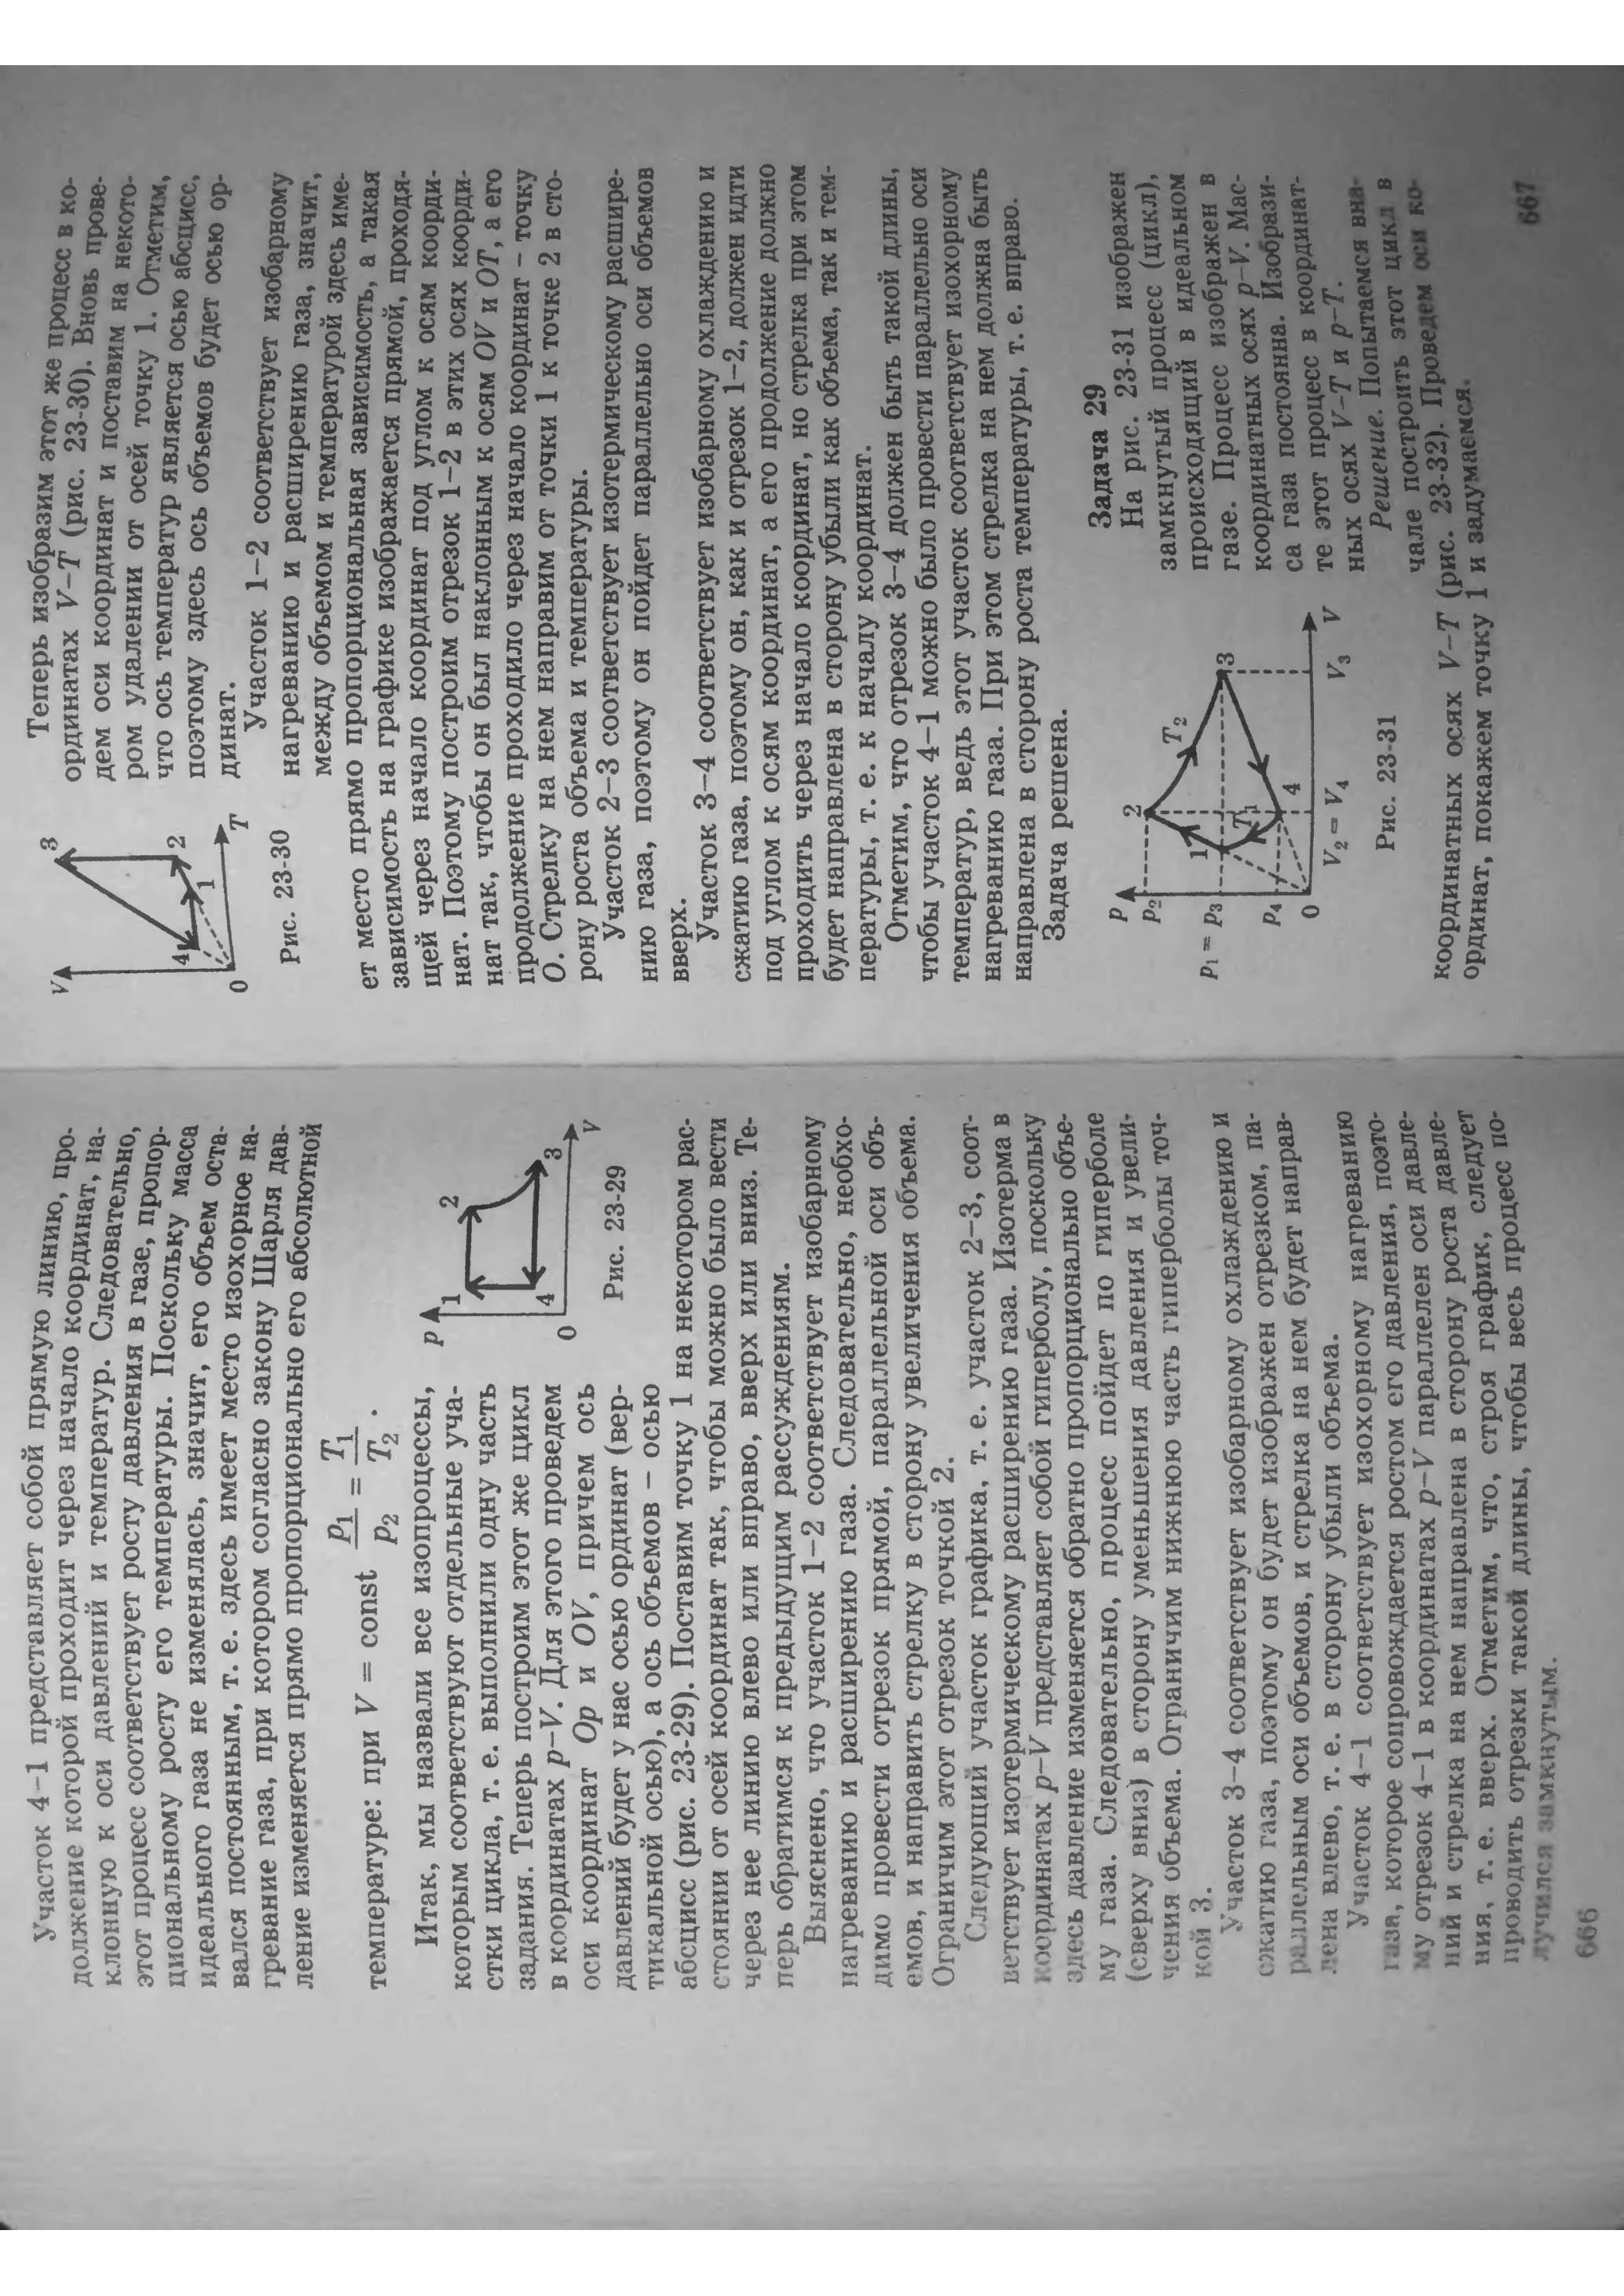 Участок 4–1 представляет собой прямую линию, про-
должение которой проходит через начало координат, на-
клонную к оси давлений и температур. Следовательно,
этот процесс соответствует росту давления в газе, пропор-
циональному росту его температуры. Поскольку масса
идеального газа не изменялась, значит, его объем оста-
вался постоянным, т. е. здесь имеет место изохорное на-
гревание газа, при котором согласно закону Шарля дав-
ление изменяется прямо пропорционально его абсолютной
температуре: при V = const p₁/p₂ = T₁/T₂.
Итак, мы назвали все изопроцессы,
которым соответствуют отдельные уча-
стки цикла, т. е. выполнили одну часть
задания. Теперь построим этот же цикл
в координатах p–V. Для этого проведем
оси координат Op и OV, причем ось
давлений будет у нас осью ординат (вер-
тикальной осью), а ось объемов – осью
абсцисс (рис. 23-29). Поставим точку 1 на некотором рас-
стоянии от осей координат так, чтобы можно было вести
через нее линию влево или вправо, вверх или вниз. Те-
перь обратимся к предыдущим рассуждениям.
p
1
2
3
4
0
V
Рис. 23-29
Выяснено, что участок 1–2 соответствует изобарному
нагреванию и расширению газа. Следовательно, необхо-
димо провести отрезок прямой, параллельной оси объ-
емов, и направить стрелку в сторону увеличения объема.
Ограничим этот отрезок точкой 2.
Следующий участок графика, т. е. участок 2–3, соот-
ветствует изотермическому расширению газа. Изотерма в
координатах p–V представляет собой гиперболу, поскольку
здесь давление изменяется обратно пропорционально объе-
му газа. Следовательно, процесс пойдет по гиперболе
(сверху вниз) в сторону уменьшения давления и увели-
чения объема. Ограничим нижнюю часть гиперболы точ-
кой 3.
Участок 3–4 соответствует изобарному охлаждению и
сжатию газа, поэтому он будет изображен отрезком, па-
раллельным оси объемов, и стрелка на нем будет направ-
лена влево, т. е. в сторону убыли объема.
Участок 4–1 соответствует изохорному нагреванию
газа, которое сопровождается ростом его давления, поэто-
му отрезок 4–1 в координатах p–V параллелен оси давле-
ний и стрелка на нем направлена в сторону роста давле-
ния, т. е. вверх. Отметим, что, строя график, следует
проводить отрезки такой длины, чтобы весь процесс по-
лучился замкнутым.
666
V
3
4
2
1
0
T
Рис. 23-30
Теперь изобразим этот же процесс в ко-
ординатах V–T (рис. 23-30). Вновь прове-
дем оси координат и поставим на некото-
ром удалении от осей точку 1. Отметим,
что ось температур является осью абсцисс,
поэтому здесь ось объемов будет осью ор-
динат.
Участок 1–2 соответствует изобарному
нагреванию и расширению газа, значит,
между объемом и температурой здесь име-
ет место прямо пропорциональная зависимость, а такая
зависимость на графике изображается прямой, проходя-
щей через начало координат под углом к осям коорди-
нат. Поэтому построим отрезок 1–2 в этих осях коорди-
нат так, чтобы он был наклонным к осям OV и OT, а его
продолжение проходило через начало координат – точку
O. Стрелку на нем направим от точки 1 к точке 2 в сто-
рону роста объема и температуры.
Участок 2–3 соответствует изотермическому расшире-
нию газа, поэтому он пойдет параллельно оси объемов
вверх.
Участок 3–4 соответствует изобарному охлаждению и
сжатию газа, поэтому он, как и отрезок 1–2, должен идти
под углом к осям координат, а его продолжение должно
проходить через начало координат, но стрелка при этом
будет направлена в сторону убыли как объема, так и тем-
пературы, т. е. к началу координат.
Отметим, что отрезок 3–4 должен быть такой длины,
чтобы участок 4–1 можно было провести параллельно оси
температур, ведь этот участок соответствует изохорному
нагреванию газа. При этом стрелка на нем должна быть
направлена в сторону роста температуры, т. е. вправо.
Задача решена.
p
p₂
p₁ = p₃
p₄
0
2
T₂
1
T₁
3
4
V₂ = V₄
V₃
V
Рис. 23-31
Задача 29
На рис. 23-31 изображен
замкнутый процесс (цикл),
происходящий в идеальном
газе. Процесс изображен в
координатных осях p–V. Мас-
са газа постоянна. Изобрази-
те этот процесс в координат-
ных осях V–T и p–T.
Решение. Попытаемся вна-
чале построить этот цикл в
координатных осях V–T (рис. 23-32). Проведем оси ко-
ординат, покажем точку 1 и задумаемся.
667